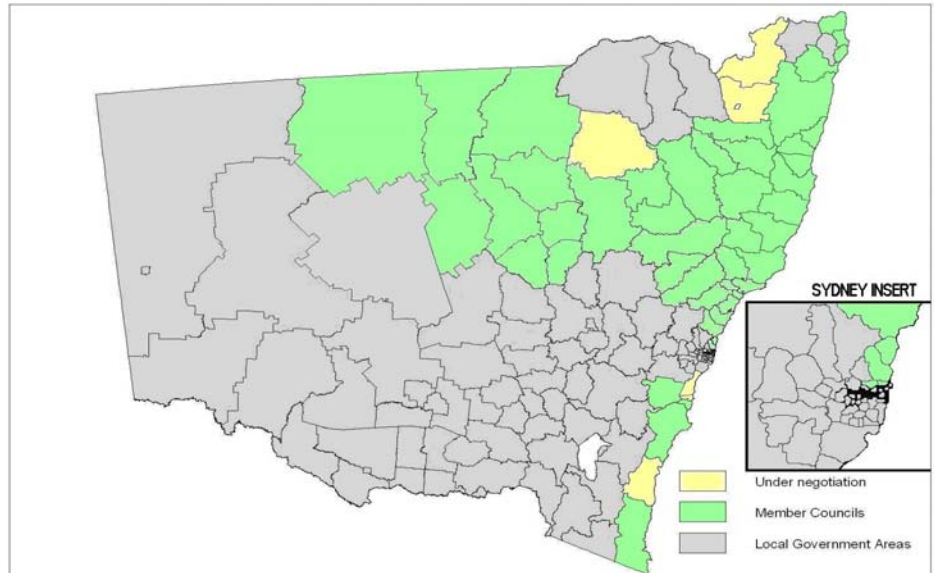 SYDNEY INSERT
Under negotiation
Member Councils
Local Government Areas